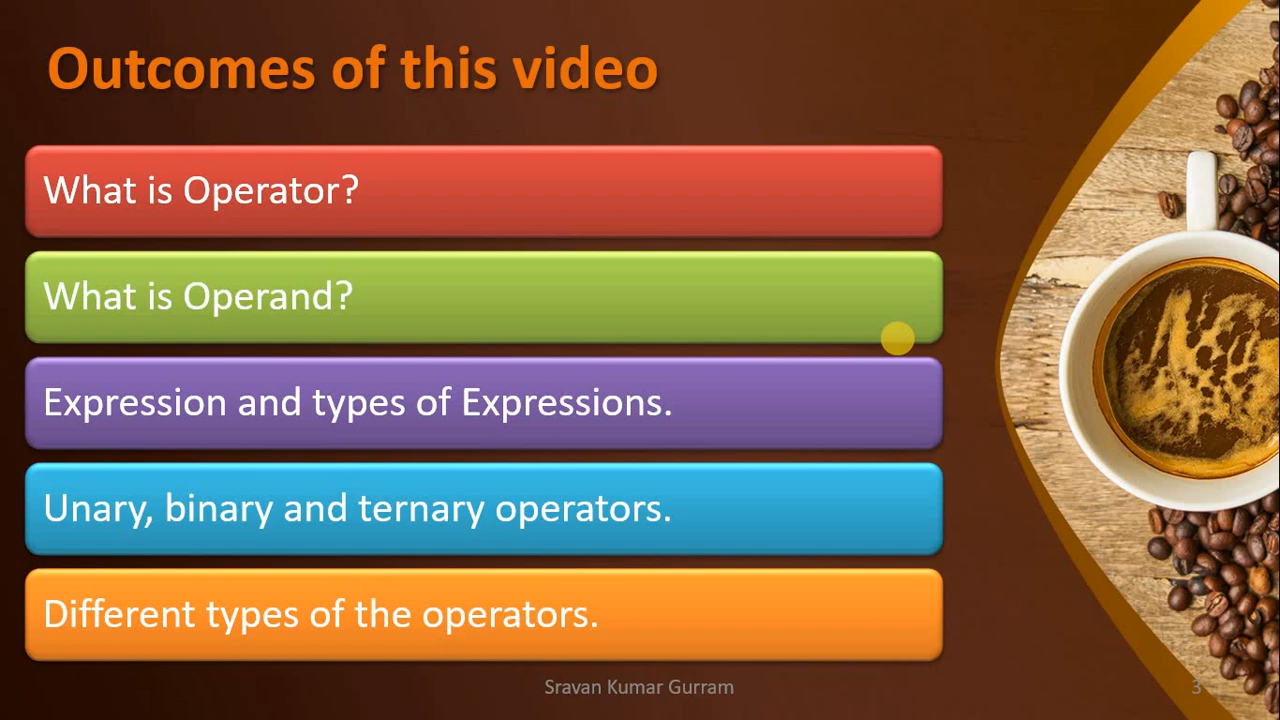 Outcomes of this video
What is Operator?
What is Operand?
Expression and types of Expressions.
Unary, binary and ternary operators.
Different types of the operators.
Sravan Kumar Gurram
3